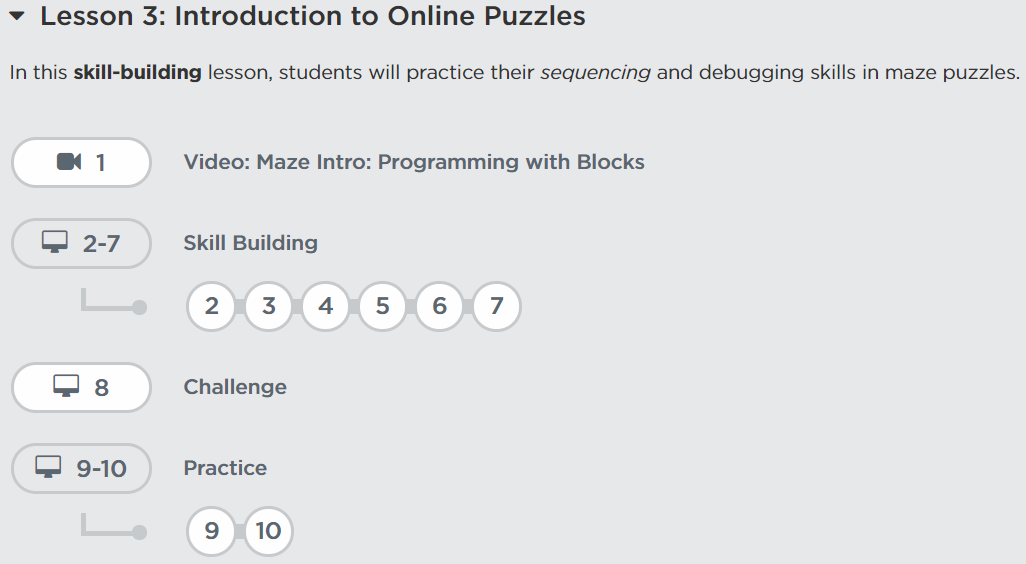 Lesson 3: Introduction to Online Puzzles
In this skill-building lesson, students will practice their sequencing and debugging skills in maze puzzles.
1 Video: Maze Intro: Programming with Blocks
2-7 Skill Building
2 3 4 5 6 7
8 Challenge
9-10 Practice
9 10